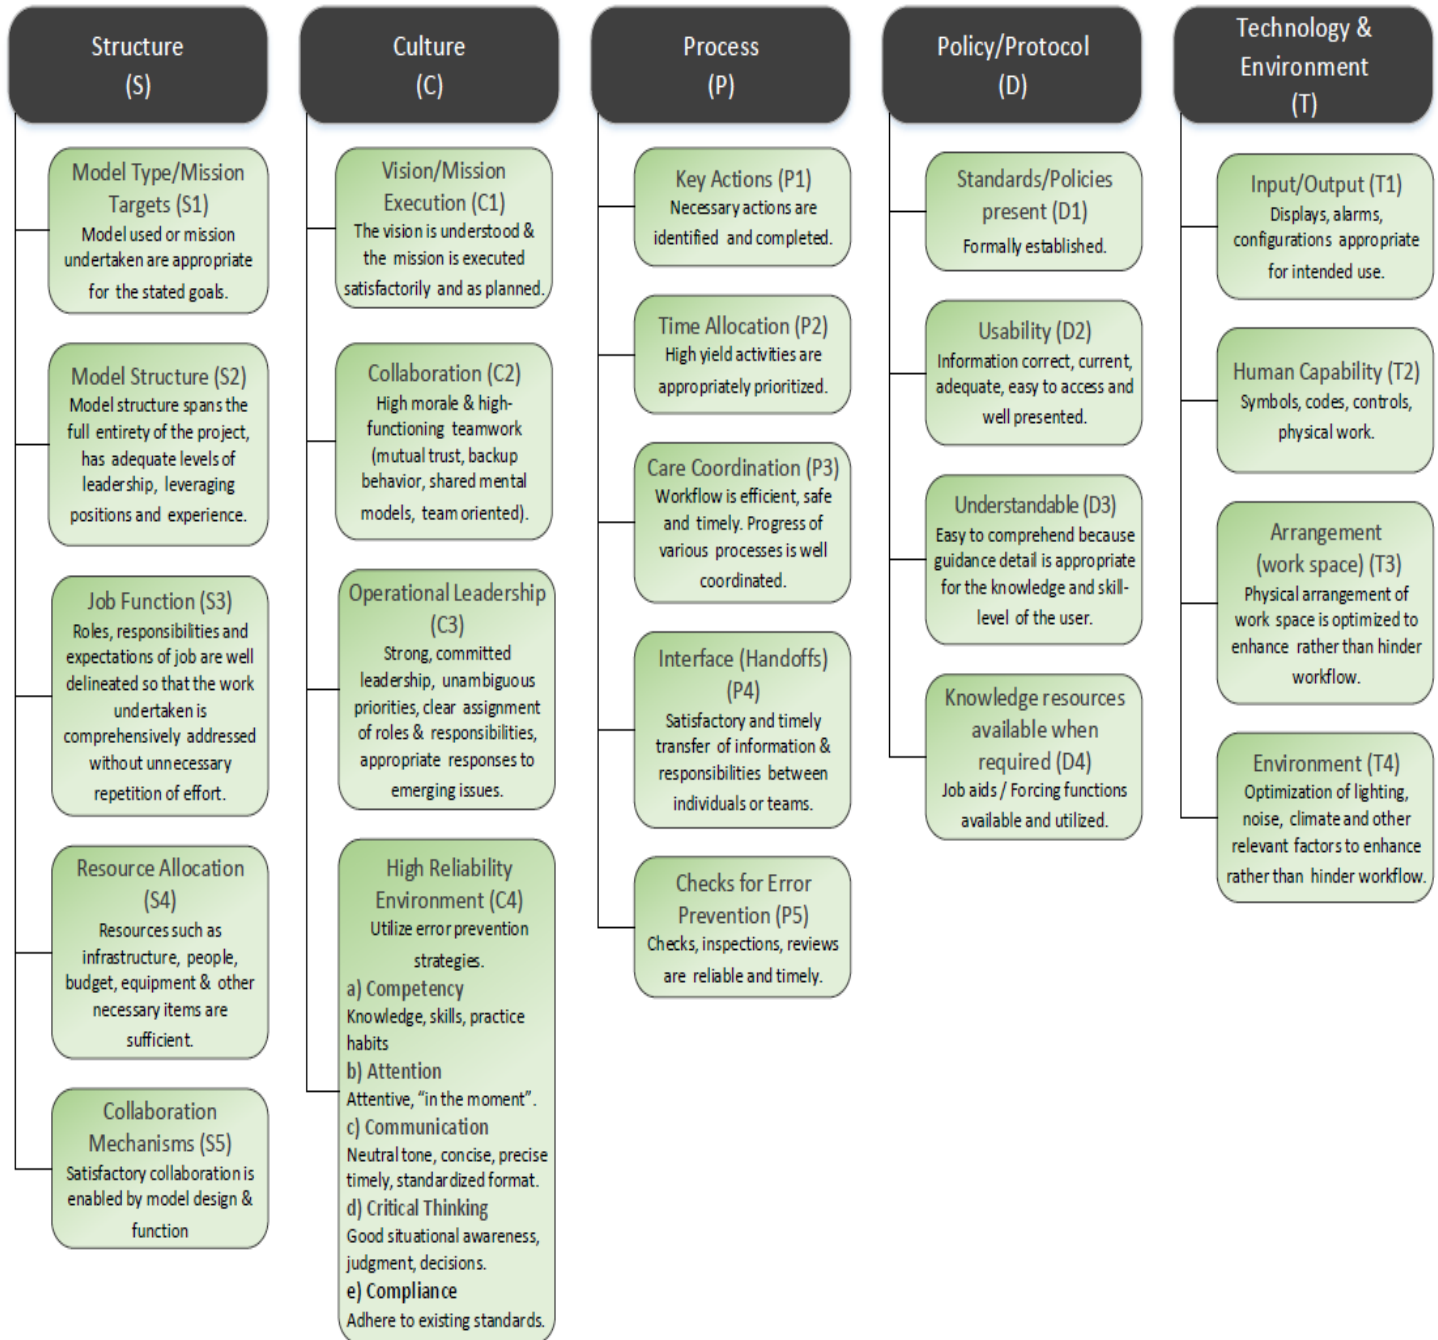 Structure
(S)
Model Type/Mission
Targets (S1)
Model used or mission
undertaken are appropriate
for the stated goals.
Model Structure (S2)
Model structure spans the
full entirety of the project,
has adequate levels of
leadership, leveraging
positions and experience.
Job Function (S3)
Roles, responsibilities and
expectations of job are well
delineated so that the work
undertaken is
comprehensively addressed
without unnecessary
repetition of effort.
Resource Allocation
(S4)
Resources such as
infrastructure, people,
budget, equipment & other
necessary items are
sufficient.
Collaboration
Mechanisms (S5)
Satisfactory collaboration is
enabled by model design &
function
Culture
(C)
Vision/Mission
Execution (C1)
The vision is understood &
the mission is executed
satisfactorily and as planned.
Collaboration (C2)
High morale & high-
functioning teamwork
(mutual trust, backup
behavior, shared mental
models, team oriented).
Operational Leadership
(C3)
Strong, committed
leadership, unambiguous
priorities, clear assignment
of roles & responsibilities,
appropriate responses to
emerging issues.
High Reliability
Environment (C4)
Utilize error prevention
strategies.
a) Competency
Knowledge, skills, practice
habits
b) Attention
Attentive, “in the moment”.
c) Communication
Neutral tone, concise, precise
timely, standardized format.
d) Critical Thinking
Good situational awareness,
judgment, decisions.
e) Compliance
Adhere to existing standards.
Process
(P)
Key Actions (P1)
Necessary actions are
identified and completed.
Time Allocation (P2)
High yield activities are
appropriately prioritized.
Care Coordination (P3)
Workflow is efficient, safe
and timely. Progress of
various processes is well
coordinated.
Interface (Handoffs)
(P4)
Satisfactory and timely
transfer of information &
responsibilities between
individuals or teams.
Checks for Error
Prevention (P5)
Checks, inspections, reviews
are reliable and timely.
Policy/Protocol
(D)
Standards/Policies
present (D1)
Formally established.
Usability (D2)
Information correct, current,
adequate, easy to access and
well presented.
Understandable (D3)
Easy to comprehend because
guidance detail is appropriate
for the knowledge and skill-
level of the user.
Knowledge resources
available when
required (D4)
Job aids / Forcing functions
available and utilized.
Technology &
Environment
(T)
Input/Output (T1)
Displays, alarms,
configurations appropriate
for intended use.
Human Capability (T2)
Symbols, codes, controls,
physical work.
Arrangement
(work space) (T3)
Physical arrangement of
work space is optimized to
enhance rather than hinder
workflow.
Environment (T4)
Optimization of lighting,
noise, climate and other
relevant factors to enhance
rather than hinder workflow.